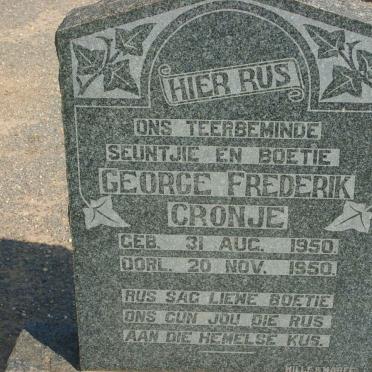 HIER RUS
ONS TEERBEMINDE
SEUNTJIE EN BOETIE
GEORGE FREDERIK
CRONJE
GEB. 31 AUG. 1950.
OORL. 20 NOV. 1950.
RUS SAG LIEWE BOETIE
ONS GUN JOU DIE RUS
AAN DIE HEMELSE KUS.